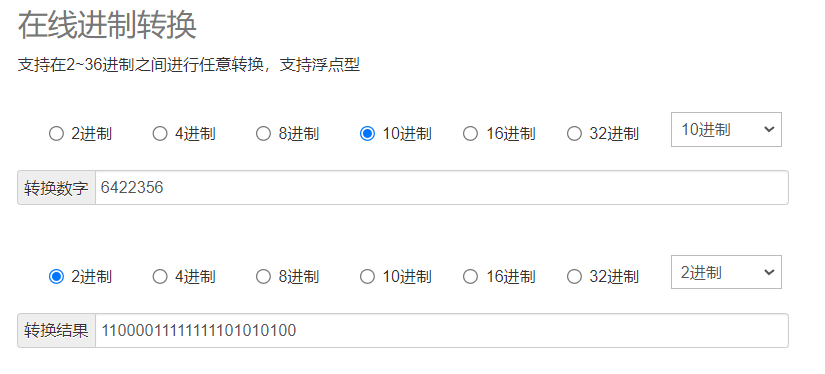 在线进制转换
支持在2~36进制之间进行任意转换，支持浮点型
2进制 4进制 8进制 10进制 16进制 32进制 10进制
转换数字 6422356
2进制 4进制 8进制 10进制 16进制 32进制 2进制
转换结果 11000011111111101010100